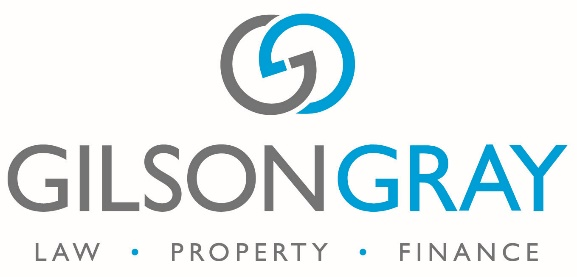 GILSONGRAY
LAW • PROPERTY • FINANCE